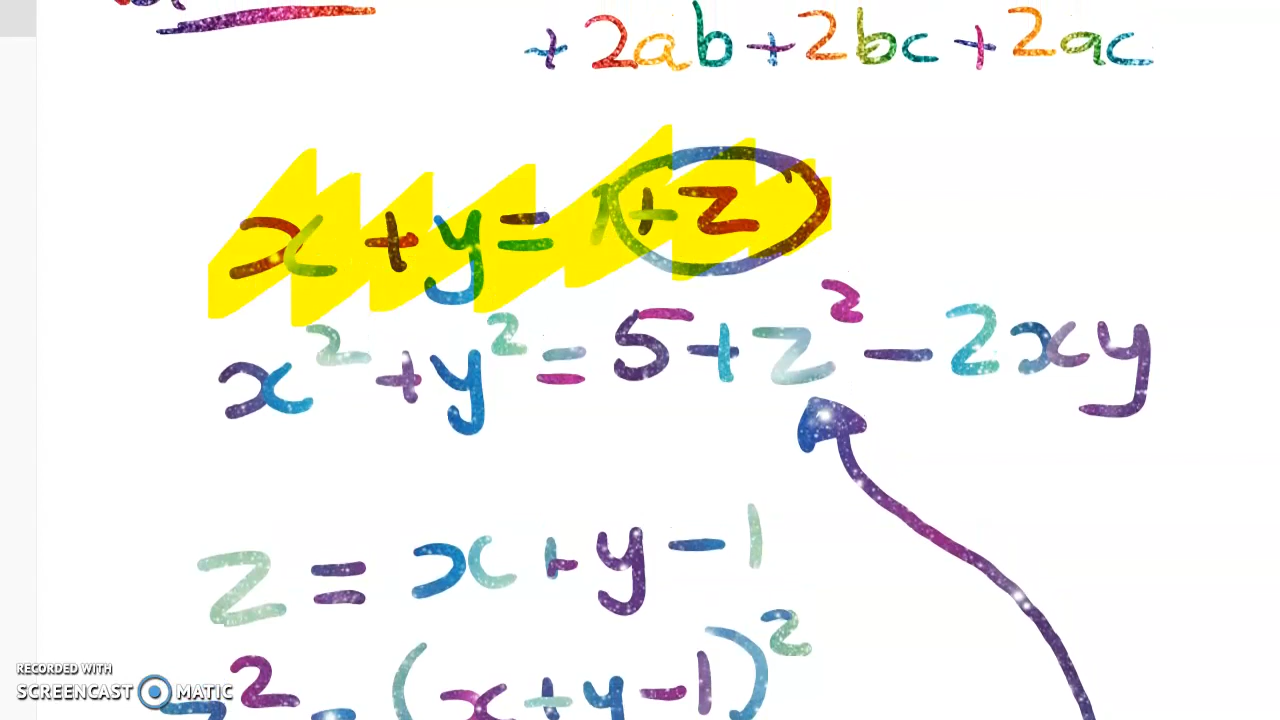 +2ab+2bc+2ac
x+y=1+z
x²+y²=5+z²-2xy
z=x+y-1
z²=(x+y-1)²
RECORDED WITH
SCREENCAST MATIC